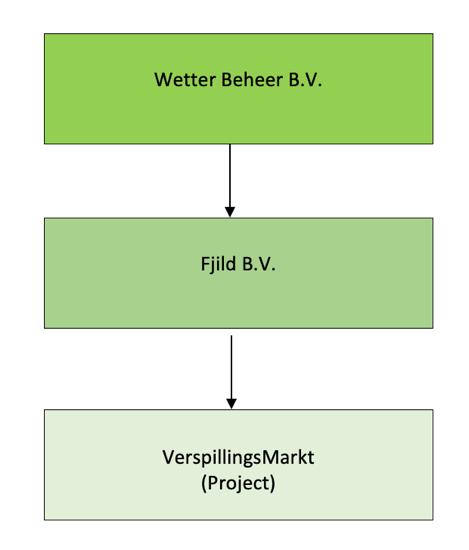 Wetter Beheer B.V.
Fjild B.V.
VerspillingsMarkt
(Project)